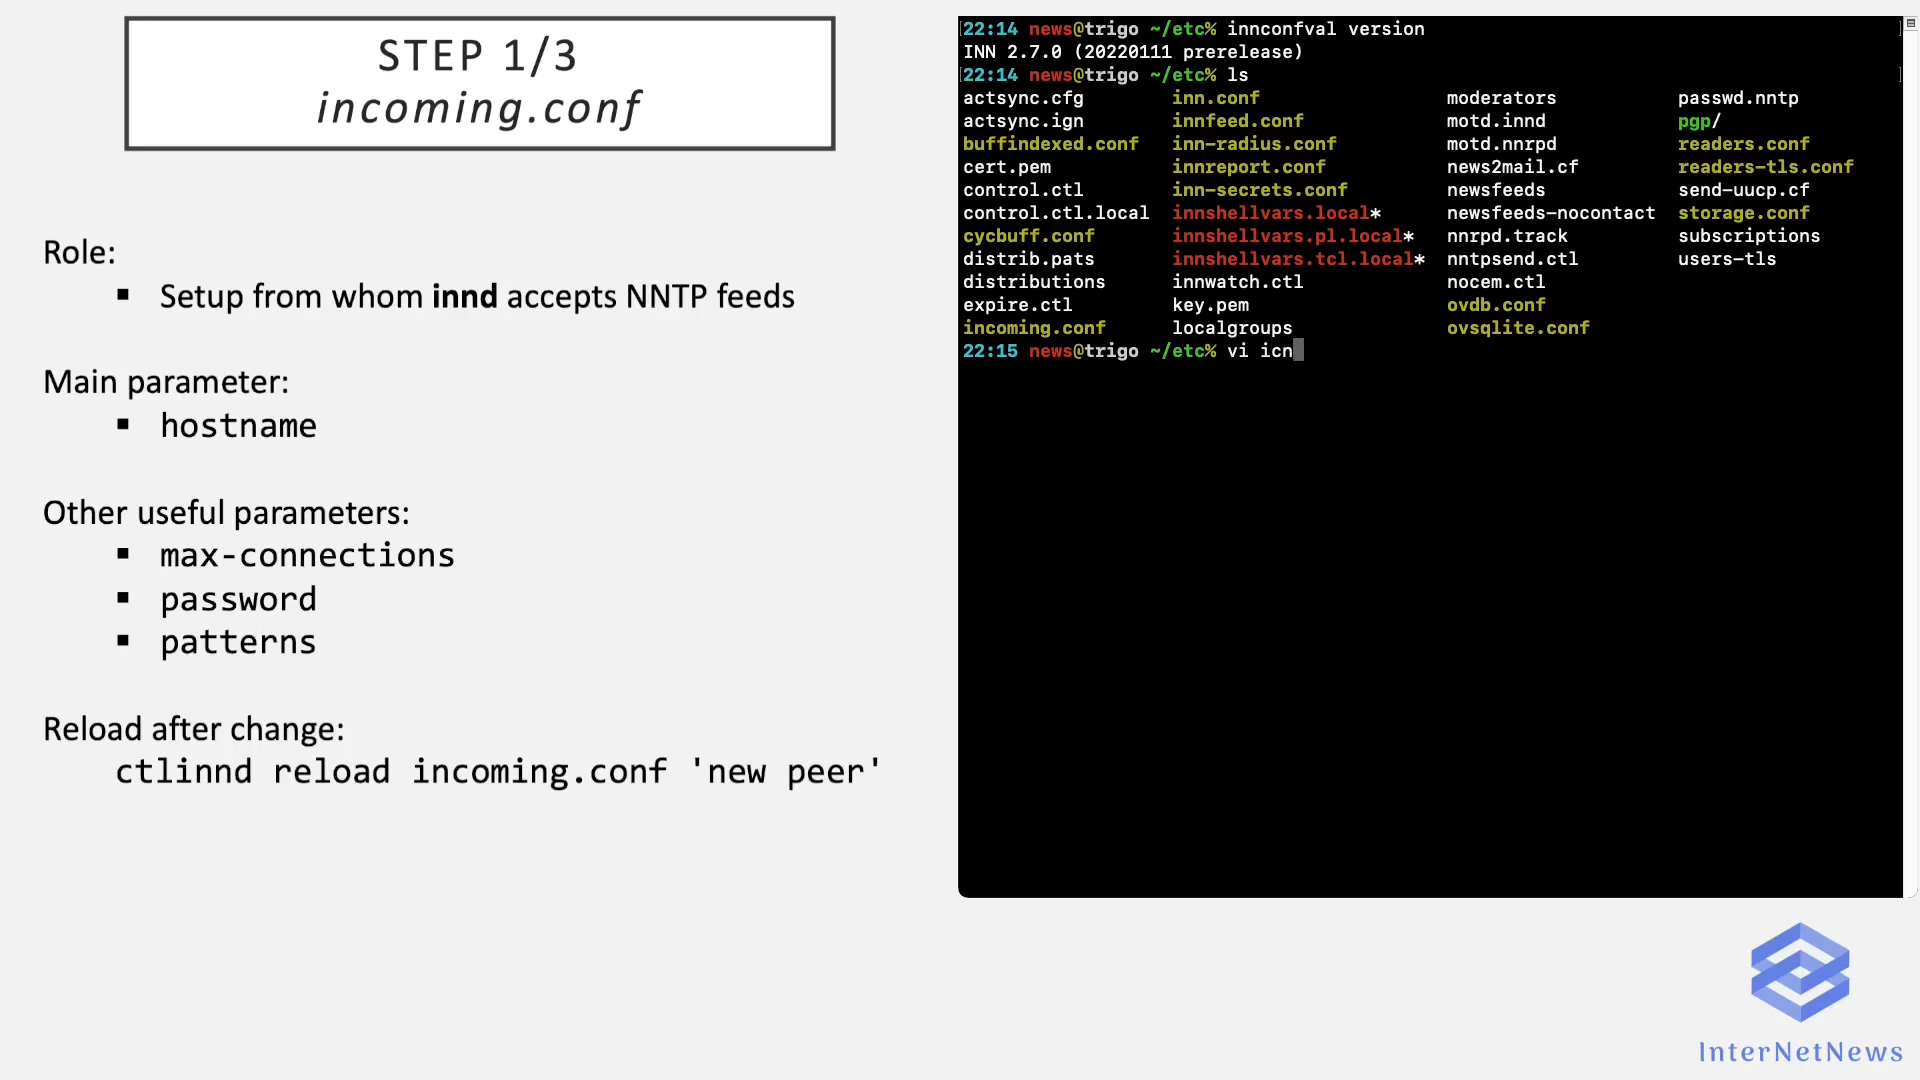 STEP 1/3
incoming.conf
Role:
▪ Setup from whom innd accepts NNTP feeds
Main parameter:
▪ hostname
Other useful parameters:
▪ max-connections
▪ password
▪ patterns
Reload after change:
ctlinnd reload incoming.conf 'new peer'
[22:14 news@trigo ~/etc% innconfval version ]
INN 2.7.0 (20220111 prerelease)
[22:14 news@trigo ~/etc% ls ]
actsync.cfg inn.conf moderators passwd.nntp
actsync.ign innfeed.conf motd.innd pgp/
buffindexed.conf inn-radius.conf motd.nnrpd readers.conf
cert.pem innreport.conf news2mail.cf readers-tls.conf
control.ctl inn-secrets.conf newsfeeds send-uucp.cf
control.ctl.local innshellvars.local* newsfeeds-nocontact storage.conf
cycbuff.conf innshellvars.pl.local* nnrpd.track subscriptions
distrib.pats innshellvars.tcl.local* nntpsend.ctl users-tls
distributions innwatch.ctl nocem.ctl
expire.ctl key.pem ovdb.conf
incoming.conf localgroups ovsqlite.conf
22:15 news@trigo ~/etc% vi icn
InterNetNews